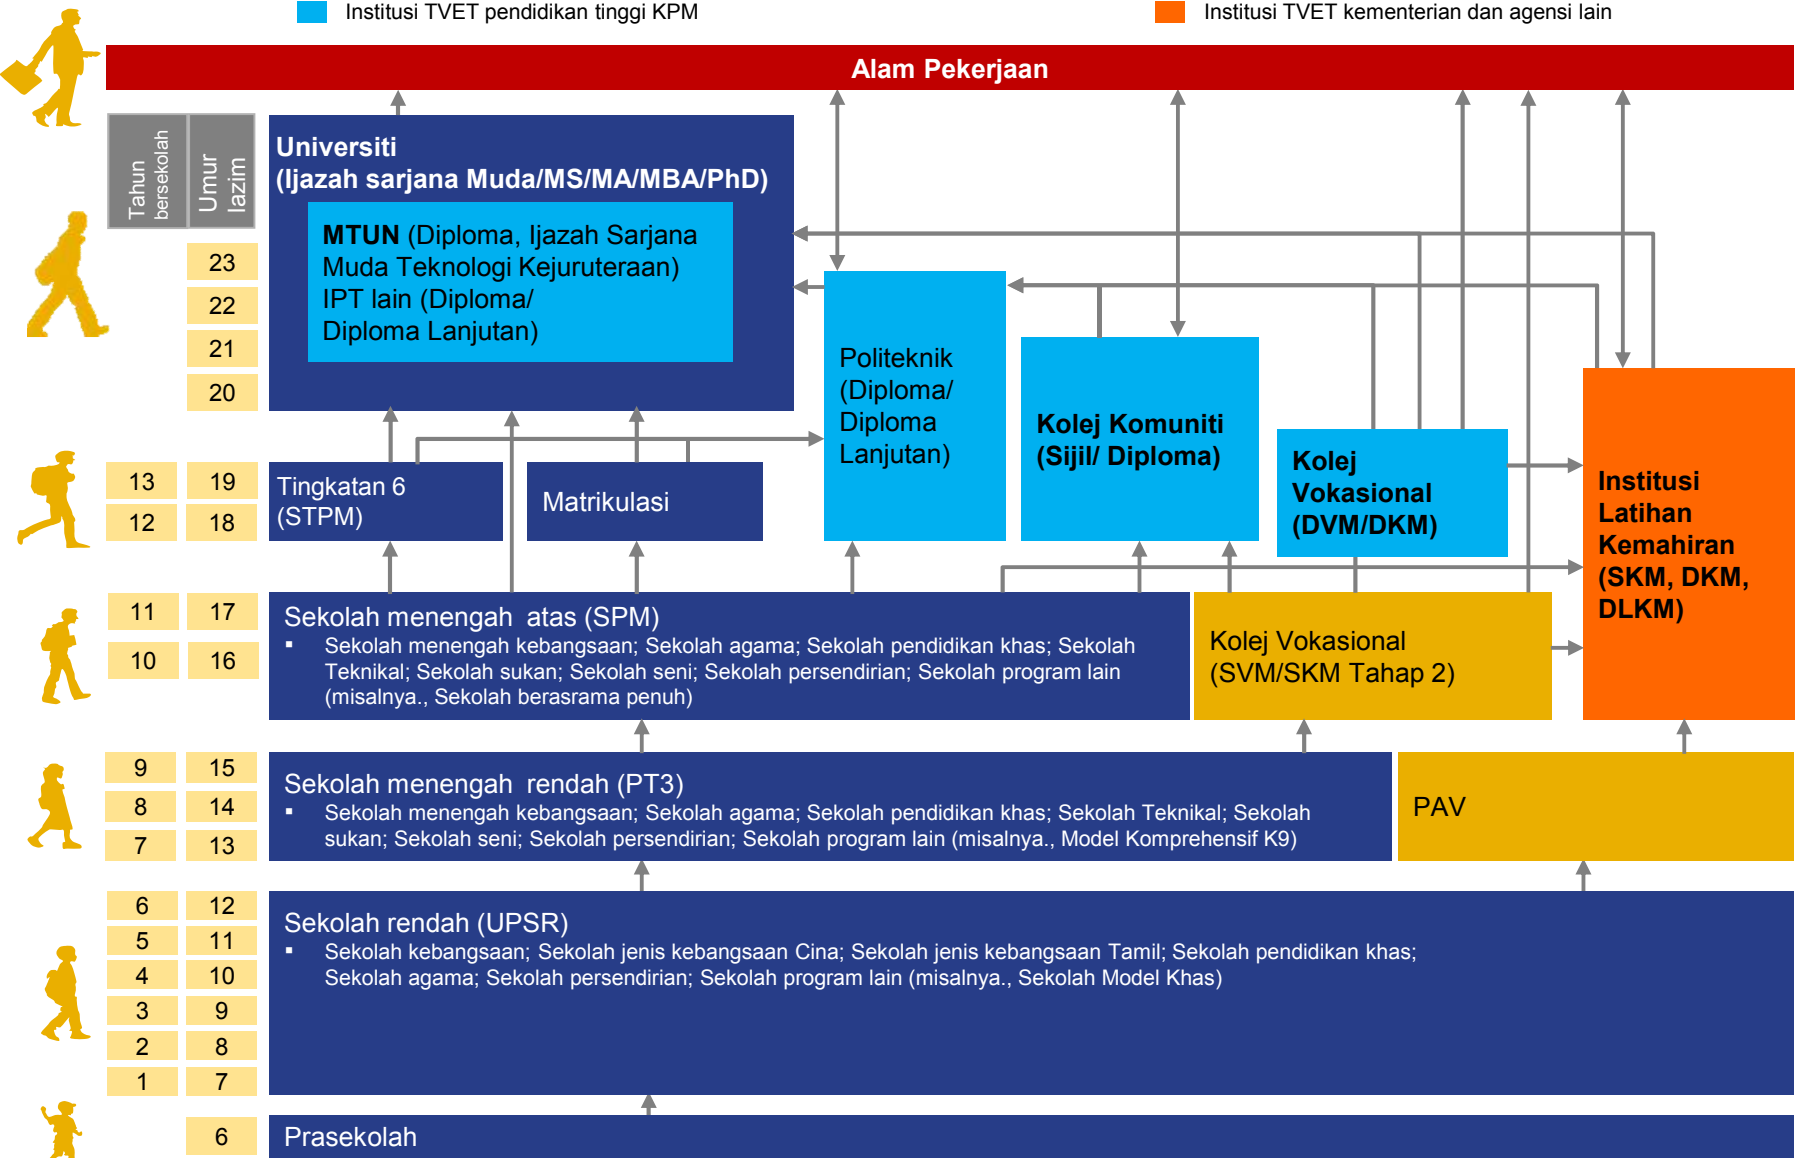 Institusi TVET pendidikan tinggi KPM
Institusi TVET kementerian dan agensi lain
Alam Pekerjaan
Tahun
bersekolah
Umur
lazim
Universiti
(Ijazah sarjana Muda/MS/MA/MBA/PhD)
MTUN (Diploma, Ijazah Sarjana
Muda Teknologi Kejuruteraan)
IPT lain (Diploma/
Diploma Lanjutan)
23
22
21
20
Politeknik
(Diploma/
Diploma
Lanjutan)
Kolej Komuniti
(Sijil/ Diploma)
Kolej
Vokasional
(DVM/DKM)
Institusi
Latihan
Kemahiran
(SKM, DKM,
DLKM)
13 19
12 18
Tingkatan 6
(STPM)
Matrikulasi
11 17
10 16
Sekolah menengah  atas (SPM)
▪ Sekolah menengah kebangsaan; Sekolah agama; Sekolah pendidikan khas; Sekolah
Teknikal; Sekolah sukan; Sekolah seni; Sekolah persendirian; Sekolah program lain
(misalnya., Sekolah berasrama penuh)
Kolej Vokasional
(SVM/SKM Tahap 2)
9 15
8 14
7 13
Sekolah menengah  rendah (PT3)
▪ Sekolah menengah kebangsaan; Sekolah agama; Sekolah pendidikan khas; Sekolah Teknikal; Sekolah
sukan; Sekolah seni; Sekolah persendirian; Sekolah program lain (misalnya., Model Komprehensif K9)
PAV
6 12
5 11
4 10
3 9
2 8
1 7
Sekolah rendah (UPSR)
▪ Sekolah kebangsaan; Sekolah jenis kebangsaan Cina; Sekolah jenis kebangsaan Tamil; Sekolah pendidikan khas;
Sekolah agama; Sekolah persendirian; Sekolah program lain (misalnya., Sekolah Model Khas)
6
Prasekolah